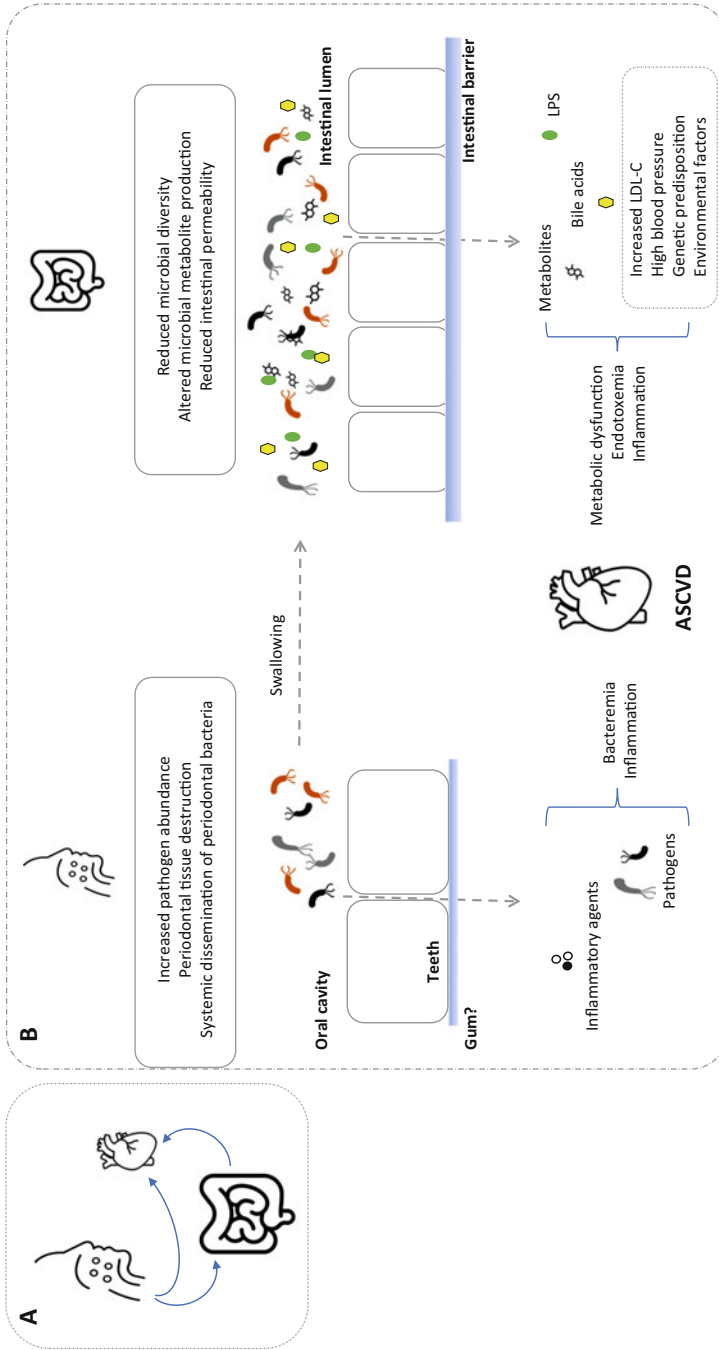 A
B
Increased pathogen abundance
Periodontal tissue destruction
Systemic dissemination of periodontal bacteria
Reduced microbial diversity
Altered microbial metabolite production
Reduced intestinal permeability
Oral cavity
Swallowing
Intestinal lumen
Teeth
Gum?
Intestinal barrier
Inflammatory agents
Pathogens
Bacteremia
Inflammation
ASCVD
Metabolic dysfunction
Endotoxemia
Inflammation
Metabolites
Bile acids
LPS
Increased LDL-C
High blood pressure
Genetic predisposition
Environmental factors